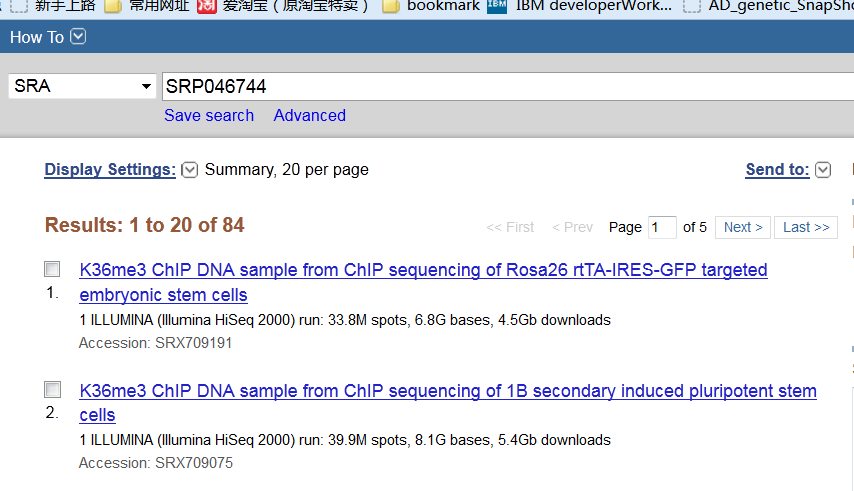 新手上路 常用网址 爱淘宝（原淘宝特卖） bookmark IBM IBM developerWork... AD_genetic_SnapSho
How To
SRA SRP046744
Save search Advanced
Display Settings: Summary, 20 per page Send to:
Results: 1 to 20 of 84 << First < Prev Page 1 of 5 Next > Last >>
K36me3 ChIP DNA sample from ChIP sequencing of Rosa26 rtTA-IRES-GFP targeted
1. embryonic stem cells
1 ILLUMINA (Illumina HiSeq 2000) run: 33.8M spots, 6.8G bases, 4.5Gb downloads
Accession: SRX709191
K36me3 ChIP DNA sample from ChIP sequencing of 1B secondary induced pluripotent stem
2. cells
1 ILLUMINA (Illumina HiSeq 2000) run: 39.9M spots, 8.1G bases, 5.4Gb downloads
Accession: SRX709075